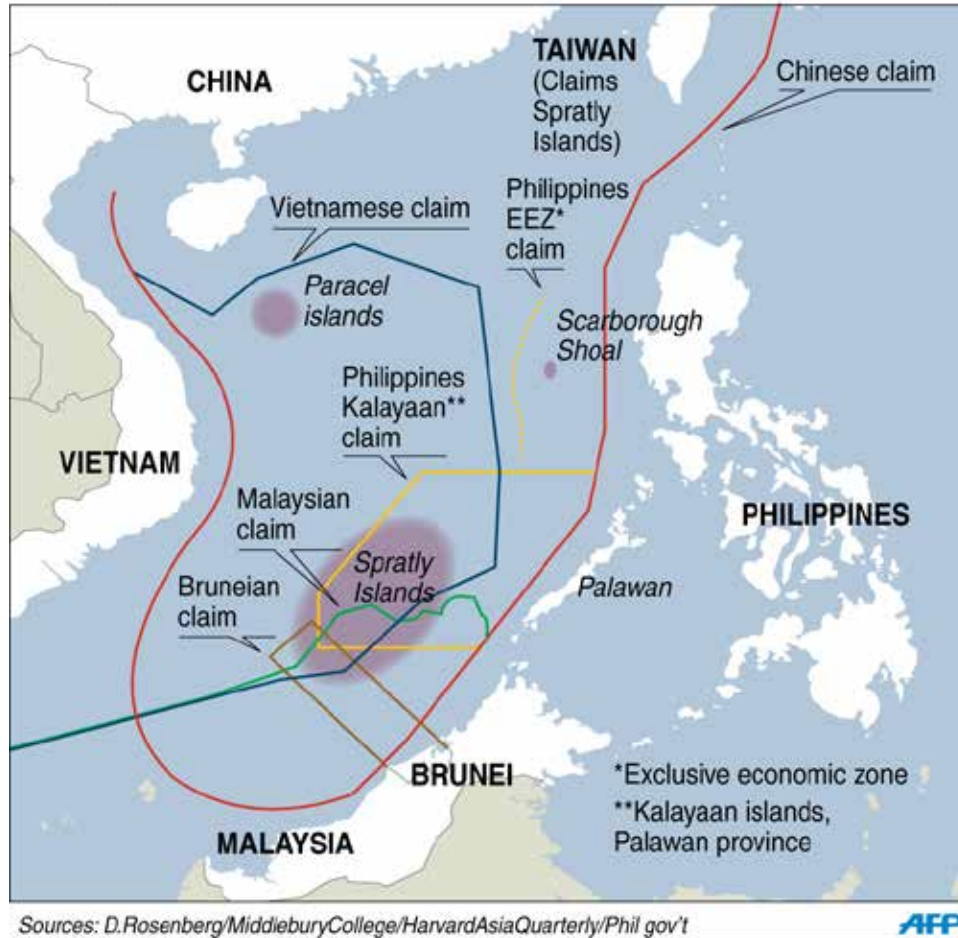 CHINA
TAIWAN
(Claims
Spratly
Islands)
Chinese claim
Philippines
EEZ*
claim
Vietnamese claim
Paracel
islands
Scarborough
Shoal
Philippines
Kalayaan**
claim
VIETNAM
Malaysian
claim
PHILIPPINES
Spratly
Islands
Bruneian
claim
Palawan
BRUNEI
*Exclusive economic zone
**Kalayaan islands,
Palawan province
MALAYSIA
Sources: D.Rosenberg/MiddleburyCollege/HarvardAsiaQuarterly/Phil gov't
AFP